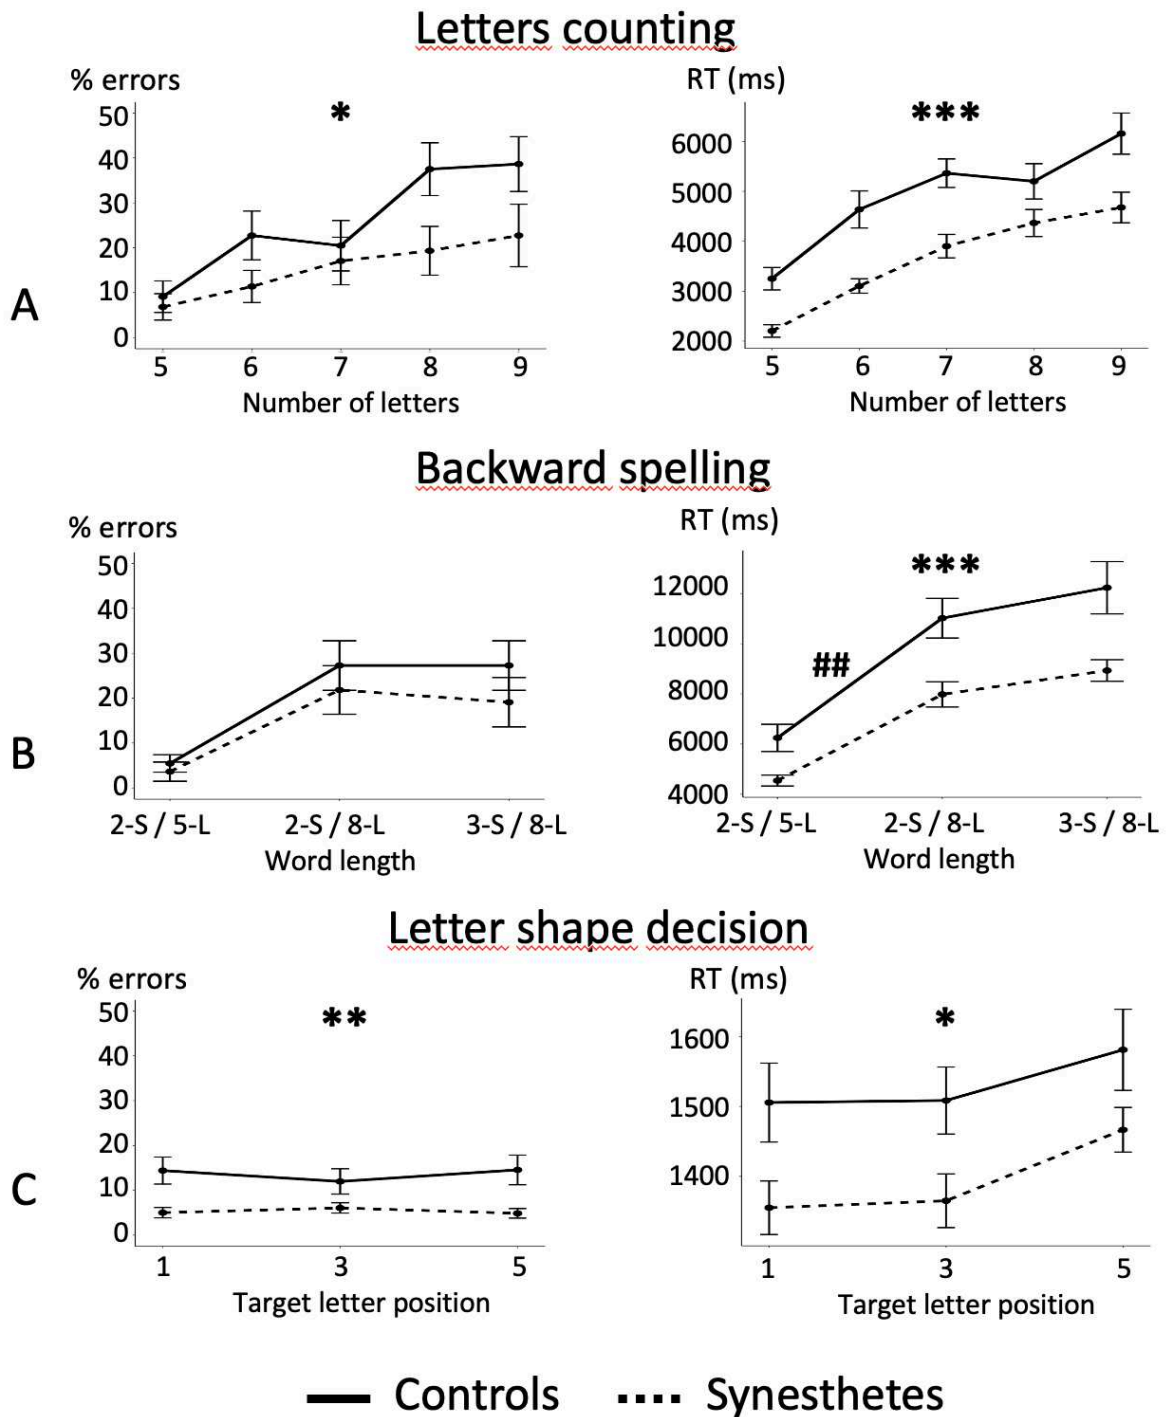 Letters counting
% errors
RT (ms)
*
***
50
40
30
20
10
0
6000
5000
4000
3000
2000
A
5 6 7 8 9
5 6 7 8 9
Number of letters
Number of letters
Backward spelling
% errors
RT (ms)
***
##
50
40
30
20
10
0
12000
10000
8000
6000
4000
B
2-S / 5-L 2-S / 8-L 3-S / 8-L
2-S / 5-L 2-S / 8-L 3-S / 8-L
Word length
Word length
Letter shape decision
% errors
RT (ms)
**
*
50
40
30
20
10
0
1600
1500
1400
C
1 3 5
1 3 5
Target letter position
Target letter position
Controls Synesthetes